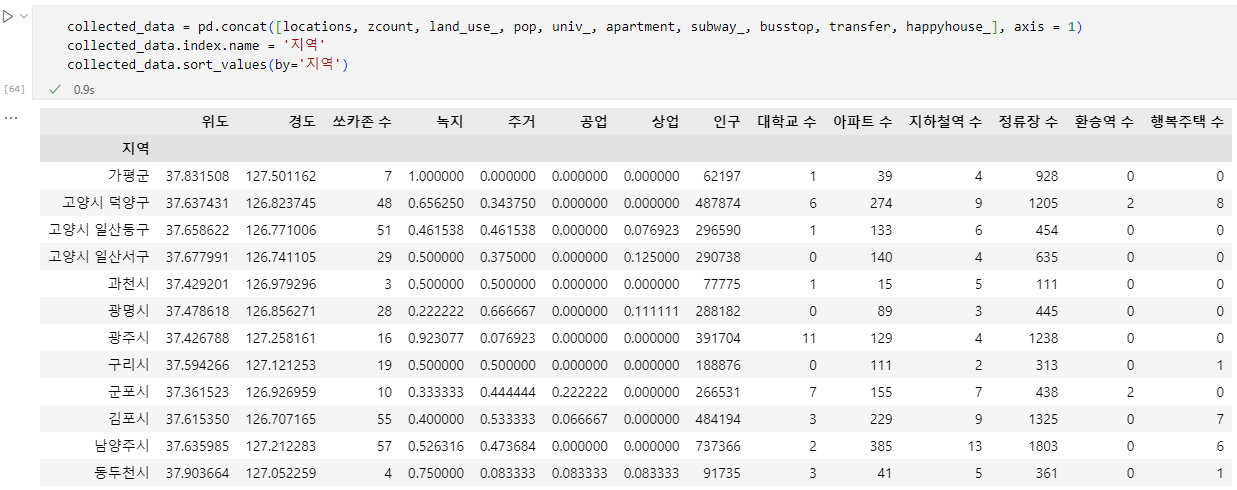 collected_data = pd.concat([locations, zcount, land_use_, pop, univ_, apartment, subway_, busstop, transfer, happyhouse_], axis = 1)
collected_data.index.name = '지역'
collected_data.sort_values(by='지역')
[64] 0.9s
...
위도 경도 쏘카존 수 녹지 주거 공업 상업 인구 대학교 수 아파트 수 지하철역 수 정류장 수 환승역 수 행복주택 수
지역
가평군 37.831508 127.501162 7 1.000000 0.000000 0.000000 0.000000 62197 1 39 4 928 0 0
고양시 덕양구 37.637431 126.823745 48 0.656250 0.343750 0.000000 0.000000 487874 6 274 9 1205 2 8
고양시 일산동구 37.658622 126.771006 51 0.461538 0.461538 0.000000 0.076923 296590 1 133 6 454 0 0
고양시 일산서구 37.677991 126.741105 29 0.500000 0.375000 0.000000 0.125000 290738 0 140 4 635 0 0
과천시 37.429201 126.979296 3 0.500000 0.500000 0.000000 0.000000 77775 1 15 5 111 0 0
광명시 37.478618 126.856271 28 0.222222 0.666667 0.000000 0.111111 288182 0 89 3 445 0 0
광주시 37.426788 127.258161 16 0.923077 0.076923 0.000000 0.000000 391704 11 129 4 1238 0 0
구리시 37.594266 127.121253 19 0.500000 0.500000 0.000000 0.000000 188876 0 111 2 313 0 1
군포시 37.361523 126.926959 10 0.333333 0.444444 0.222222 0.000000 266531 7 155 7 438 2 0
김포시 37.615350 126.707165 55 0.400000 0.533333 0.066667 0.000000 484194 3 229 9 1325 0 7
남양주시 37.635985 127.212283 57 0.526316 0.473684 0.000000 0.000000 737366 2 385 13 1803 0 6
동두천시 37.903664 127.052259 4 0.750000 0.083333 0.083333 0.083333 91735 3 41 5 361 0 1